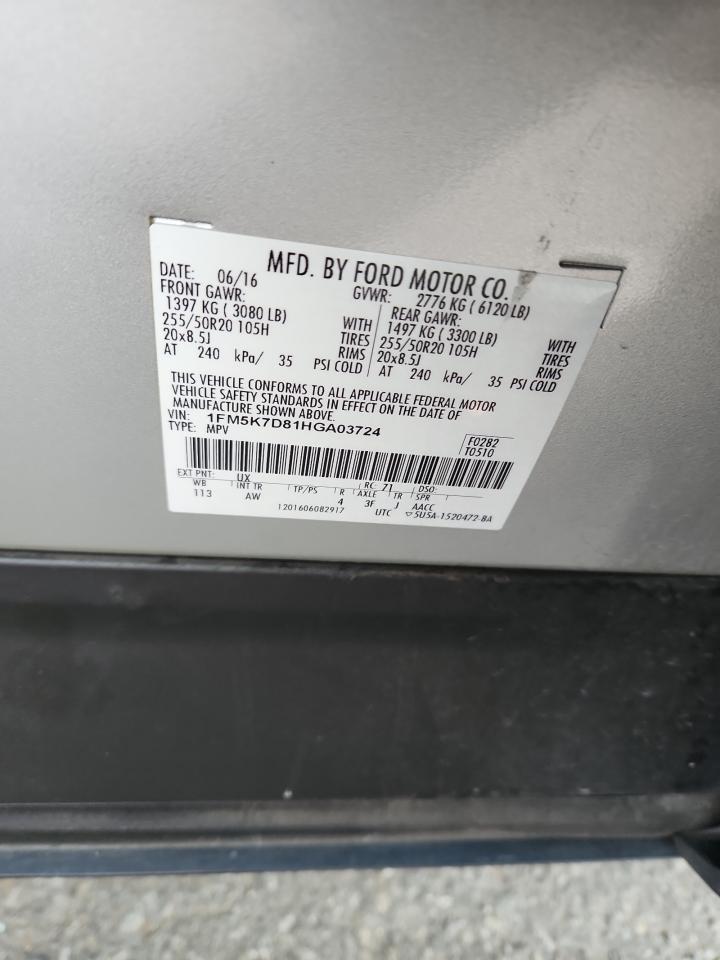 MFD. BY FORD MOTOR CO.
DATE: 06/16 GVWR: 2776 KG ( 6120 LB)
FRONT GAWR: REAR GAWR:
1397 KG ( 3080 LB) WITH 1497 KG ( 3300 LB) WITH
255/50R20 105H TIRES 255/50R20 105H TIRES
20x8.5J RIMS 20x8.5J RIMS
AT 240 kPa/ 35 PSI COLD AT 240 kPa/ 35 PSI COLD
THIS VEHICLE CONFORMS TO ALL APPLICABLE FEDERAL MOTOR
VEHICLE SAFETY STANDARDS IN EFFECT ON THE DATE OF
MANUFACTURE SHOWN ABOVE.
VIN: 1FM5K7D81HGA03724
TYPE: MPV
F0282
T0510
EXT PNT: UX RC: 71 DSO:
WB INT TR TP/PS R AXLE TR SPR
113 AW 4 3F J AACC
1201606082917 UTC ▽5U5A-1520472-BA